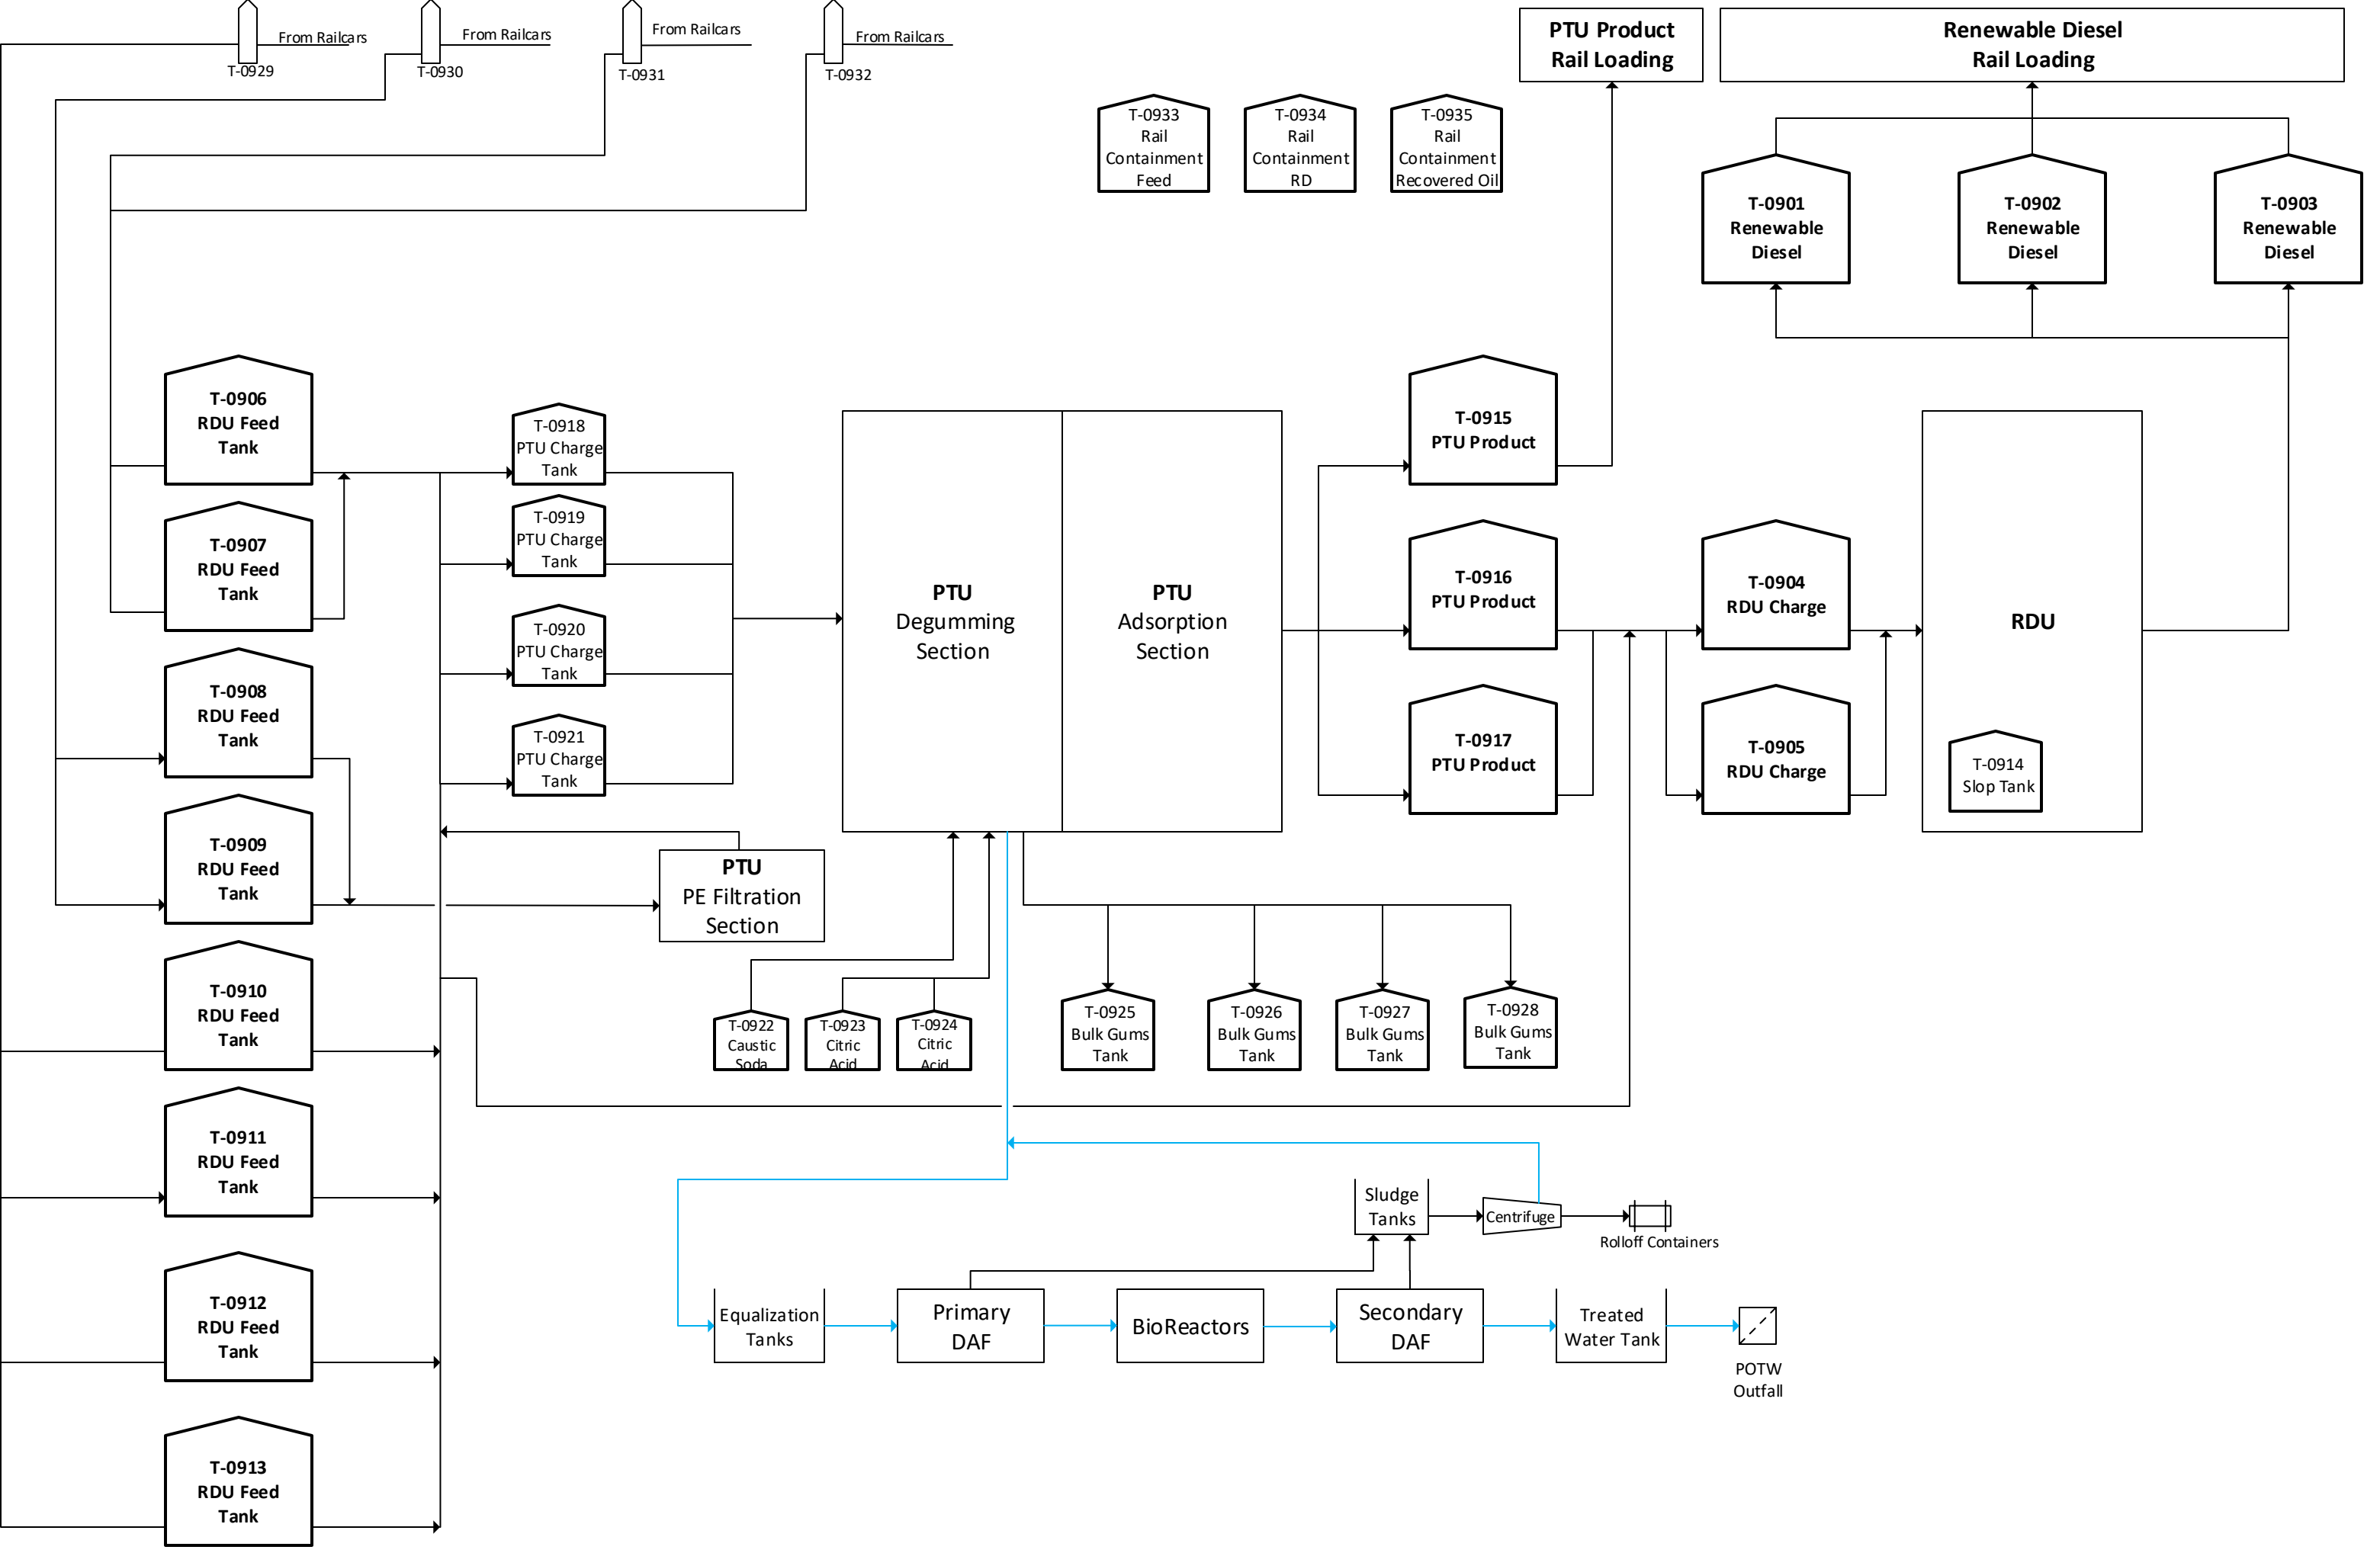 From Railcars
T-0929
From Railcars
T-0930
From Railcars
T-0931
From Railcars
T-0932
PTU Product
Rail Loading
Renewable Diesel
Rail Loading
T-0933
Rail
Containment
Feed
T-0934
Rail
Containment
RD
T-0935
Rail
Containment
Recovered Oil
T-0901
Renewable
Diesel
T-0902
Renewable
Diesel
T-0903
Renewable
Diesel
T-0906
RDU Feed
Tank
T-0907
RDU Feed
Tank
T-0908
RDU Feed
Tank
T-0909
RDU Feed
Tank
T-0910
RDU Feed
Tank
T-0911
RDU Feed
Tank
T-0912
RDU Feed
Tank
T-0913
RDU Feed
Tank
T-0918
PTU Charge
Tank
T-0919
PTU Charge
Tank
T-0920
PTU Charge
Tank
T-0921
PTU Charge
Tank
PTU
PE Filtration
Section
PTU
Degumming
Section
PTU
Adsorption
Section
T-0915
PTU Product
T-0916
PTU Product
T-0917
PTU Product
T-0904
RDU Charge
T-0905
RDU Charge
RDU
T-0914
Slop Tank
T-0922
Caustic
Soda
T-0923
Citric
Acid
T-0924
Citric
Acid
T-0925
Bulk Gums
Tank
T-0926
Bulk Gums
Tank
T-0927
Bulk Gums
Tank
T-0928
Bulk Gums
Tank
Sludge
Tanks
Centrifuge
Rolloff Containers
Equalization
Tanks
Primary
DAF
BioReactors
Secondary
DAF
Treated
Water Tank
POTW
Outfall